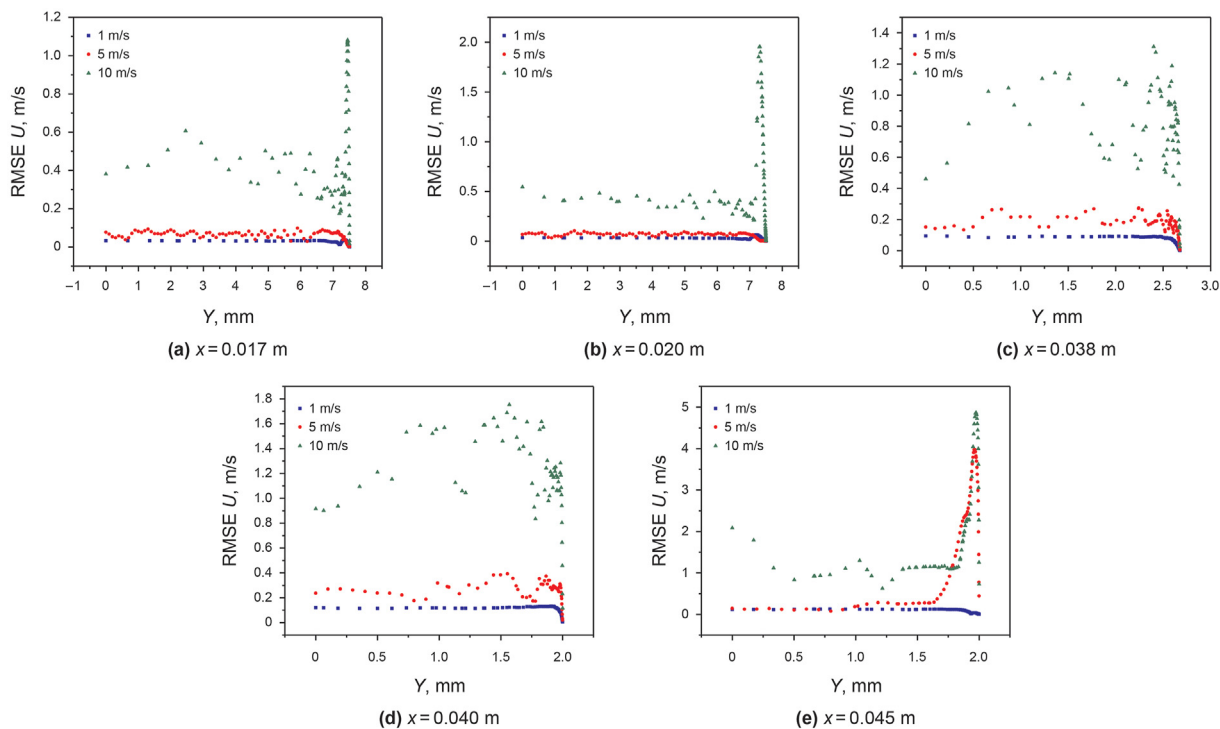 1.2
1.0
0.8
0.6
0.4
0.2
0
RMSE U, m/s
1 m/s
5 m/s
10 m/s
–1 0 1 2 3 4 5 6 7 8
Y, mm
(a) x = 0.017 m
2.0
1.5
1.0
0.5
0
RMSE U, m/s
1 m/s
5 m/s
10 m/s
–1 0 1 2 3 4 5 6 7 8
Y, mm
(b) x = 0.020 m
1.4
1.2
1.0
0.8
0.6
0.4
0.2
0
RMSE U, m/s
1 m/s
5 m/s
10 m/s
0 0.5 1.0 1.5 2.0 2.5 3.0
Y, mm
(c) x = 0.038 m
1.8
1.6
1.4
1.2
1.0
0.8
0.6
0.4
0.2
0
RMSE U, m/s
1 m/s
5 m/s
10 m/s
0 0.5 1.0 1.5 2.0
Y, mm
(d) x = 0.040 m
5
4
3
2
1
0
RMSE U, m/s
1 m/s
5 m/s
10 m/s
0 0.5 1.0 1.5 2.0
Y, mm
(e) x = 0.045 m